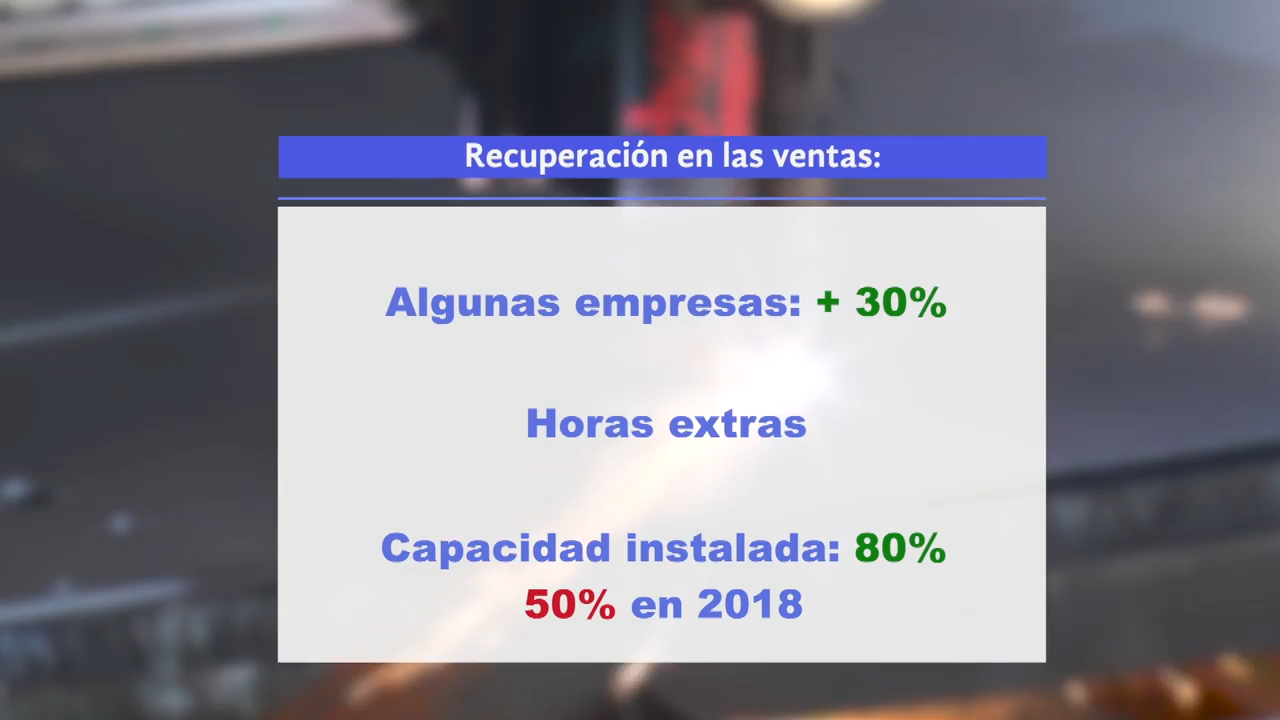 Recuperación en las ventas:
Algunas empresas: + 30%
Horas extras
Capacidad instalada: 80%
50% en 2018